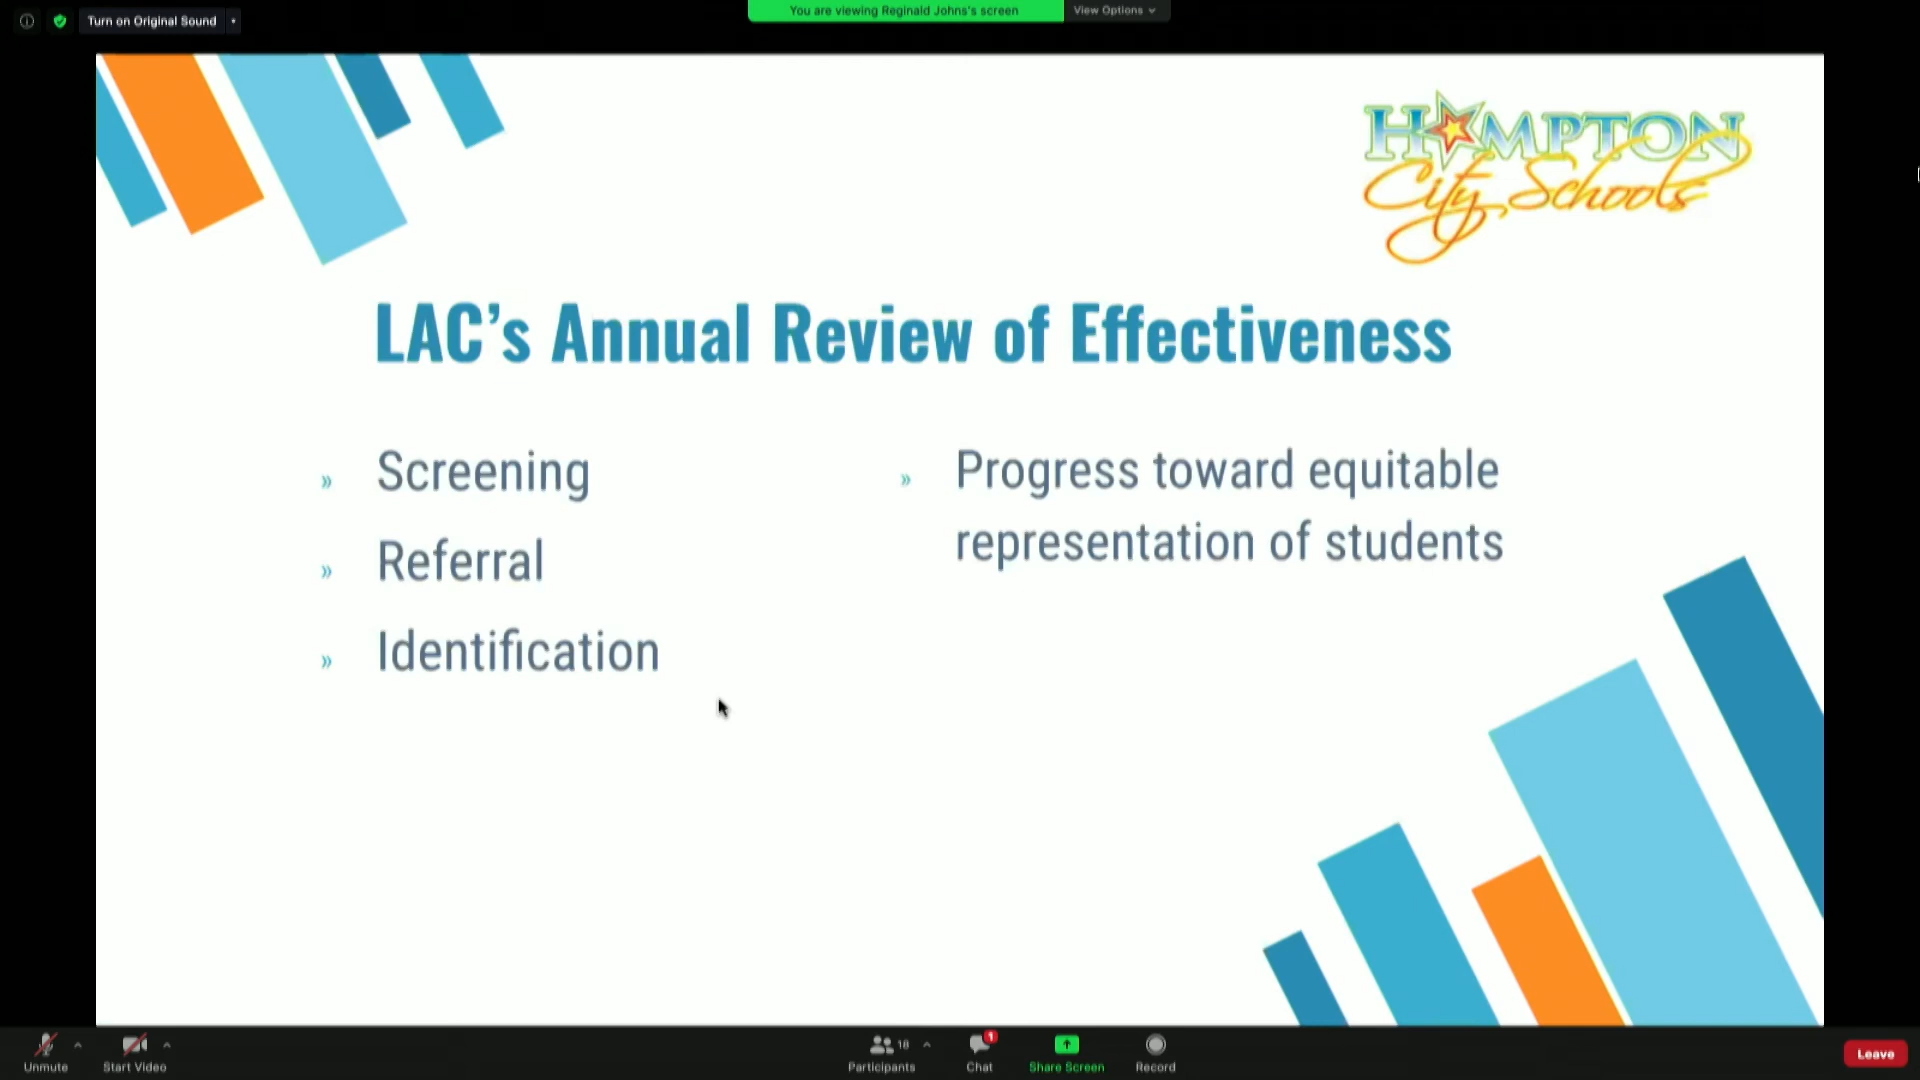 Turn on Original Sound
You are viewing Reginald Johns's screen
View Options
HAMPTON
City Schools
LAC's Annual Review of Effectiveness
» Screening
» Referral
» Identification
» Progress toward equitable
representation of students
Unmute
Start Video
18
Participants
1
Chat
Share Screen
Record
Leave